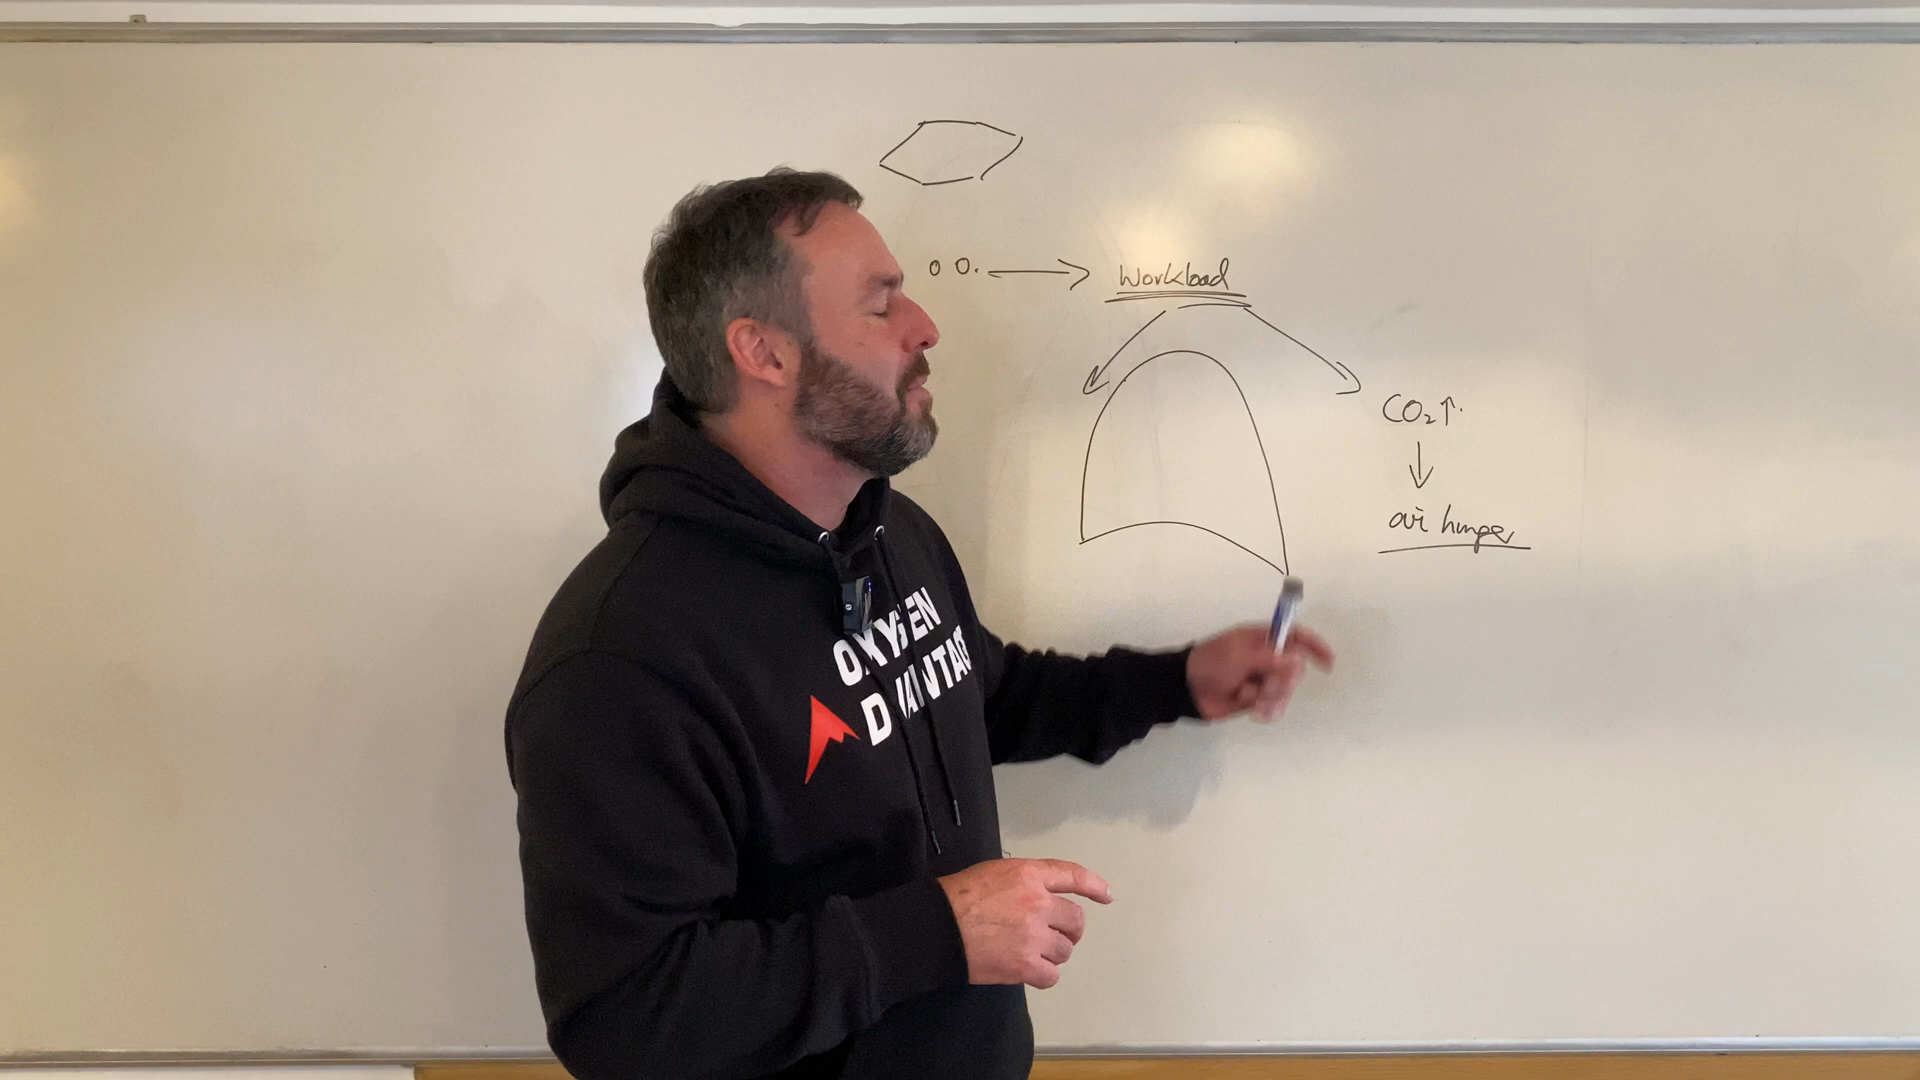 O O. → Workload
CO₂↑.
↓
air hunger
OXYGEN
ADVANTAGE